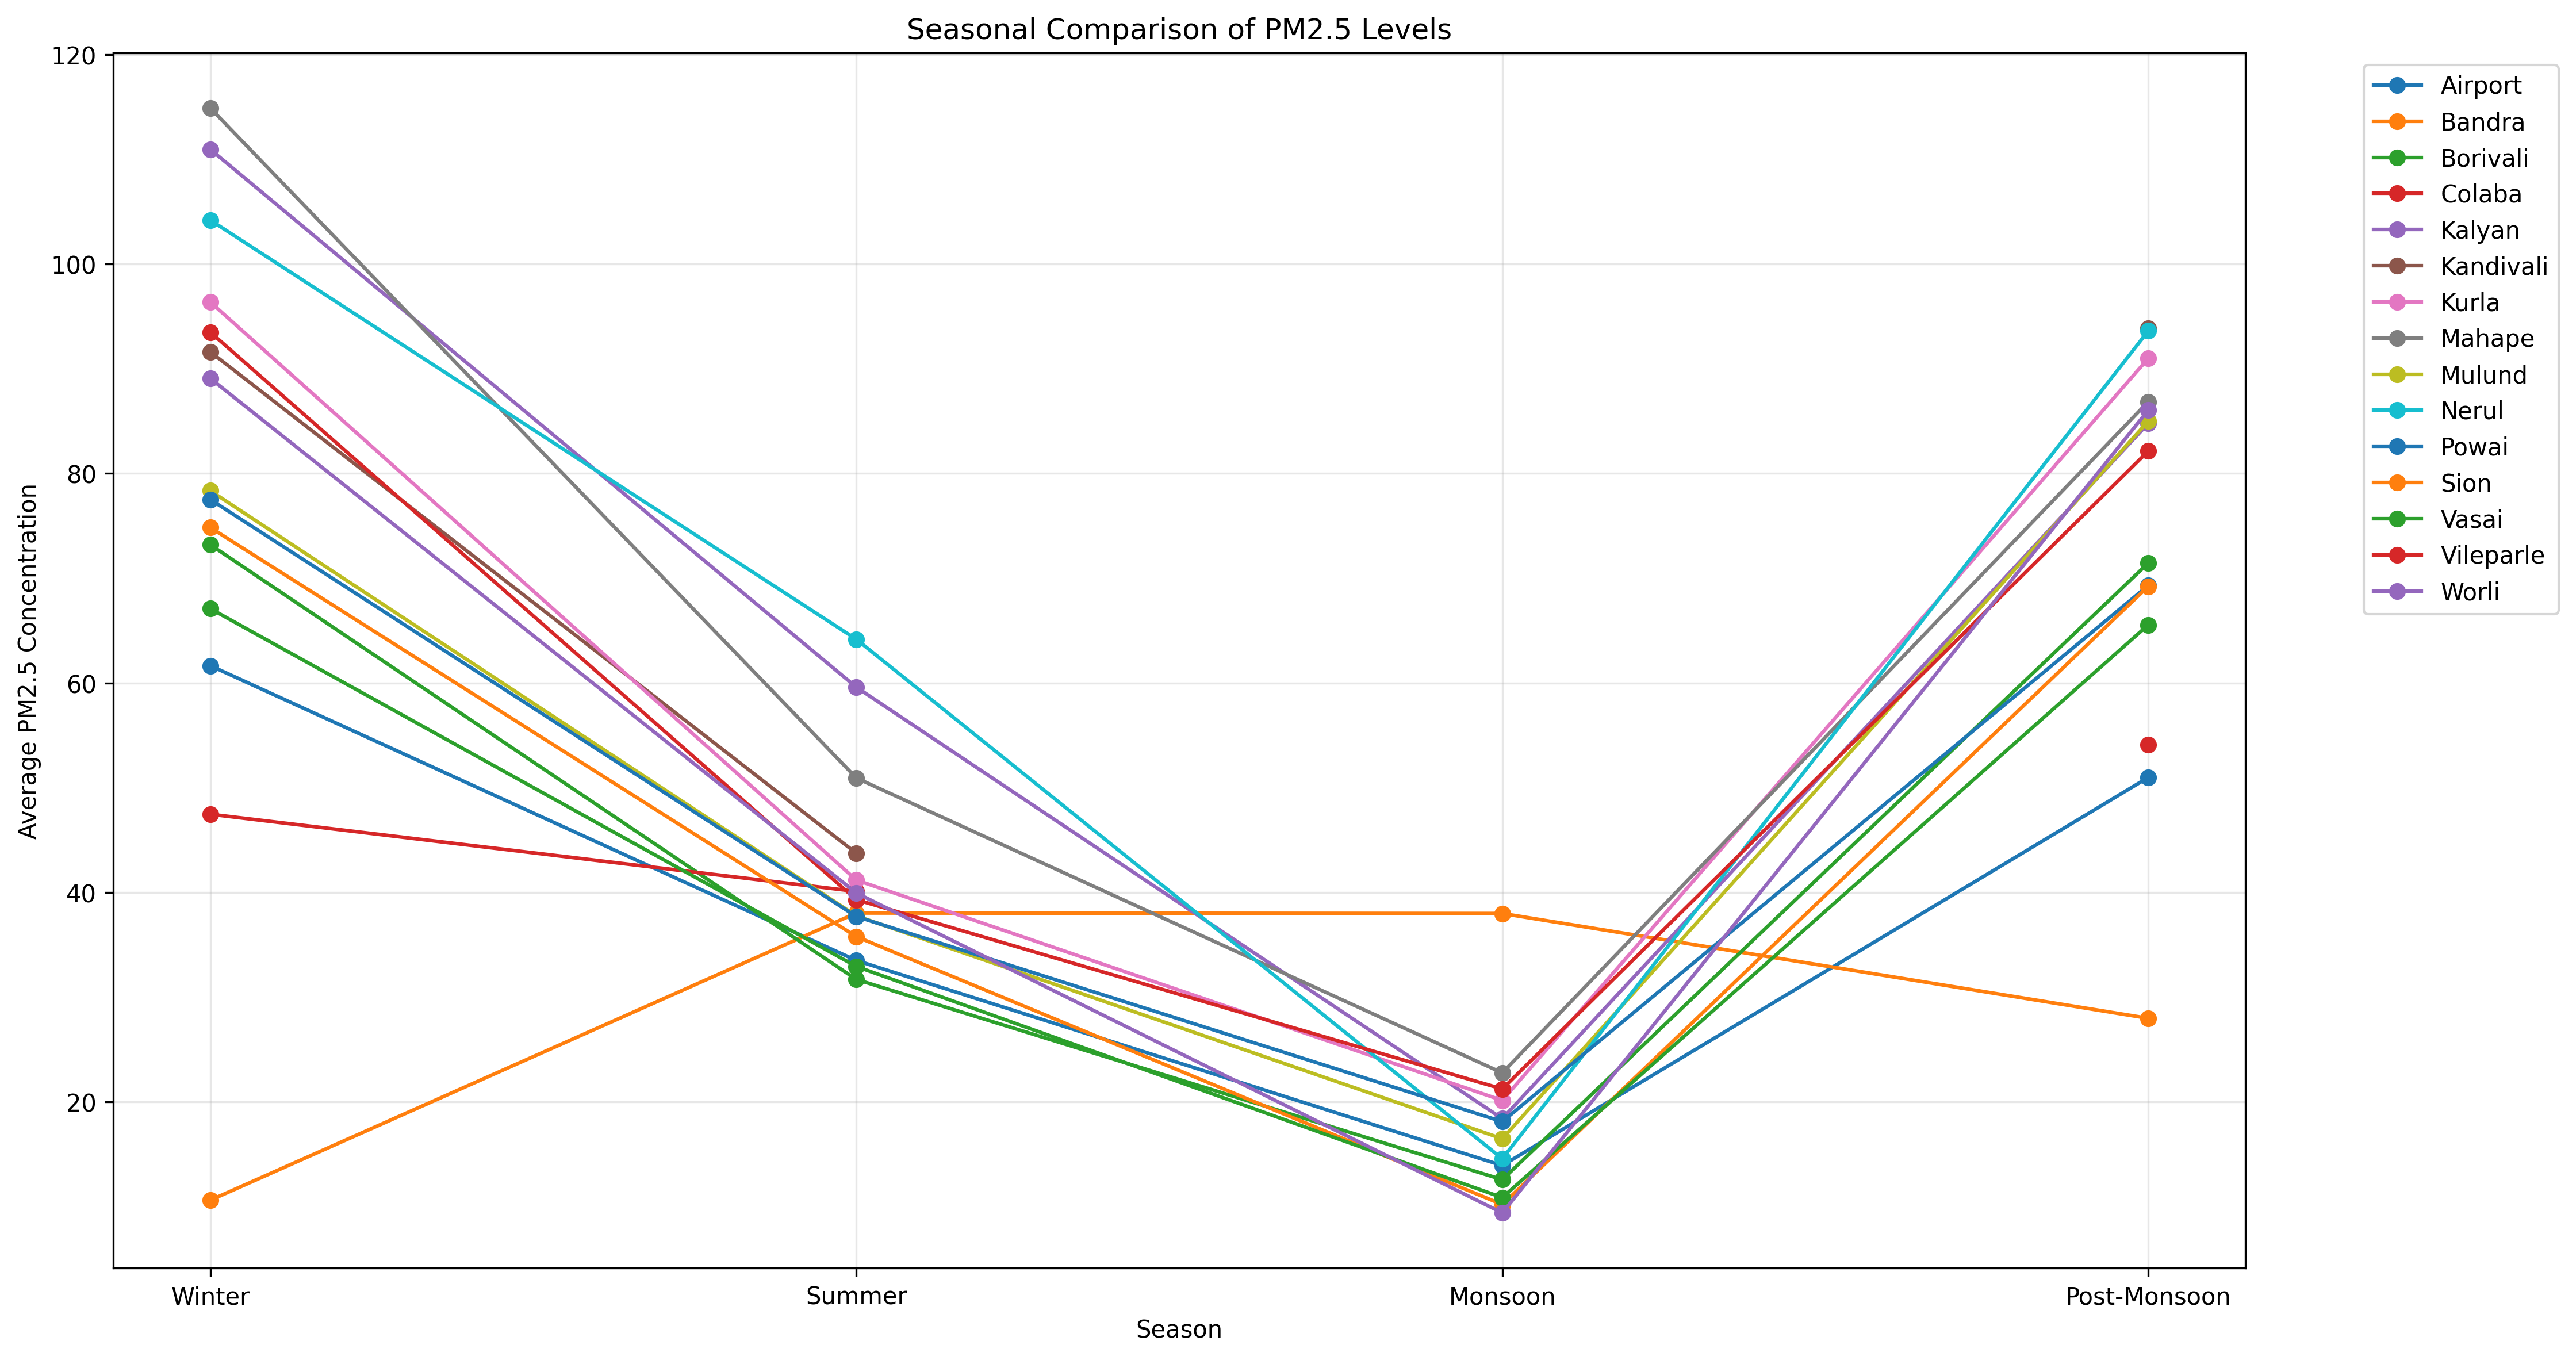 Seasonal Comparison of PM2.5 Levels
120
100
80
60
40
20
Average PM2.5 Concentration
Winter
Summer
Monsoon
Post-Monsoon
Season
Airport
Bandra
Borivali
Colaba
Kalyan
Kandivali
Kurla
Mahape
Mulund
Nerul
Powai
Sion
Vasai
Vileparle
Worli